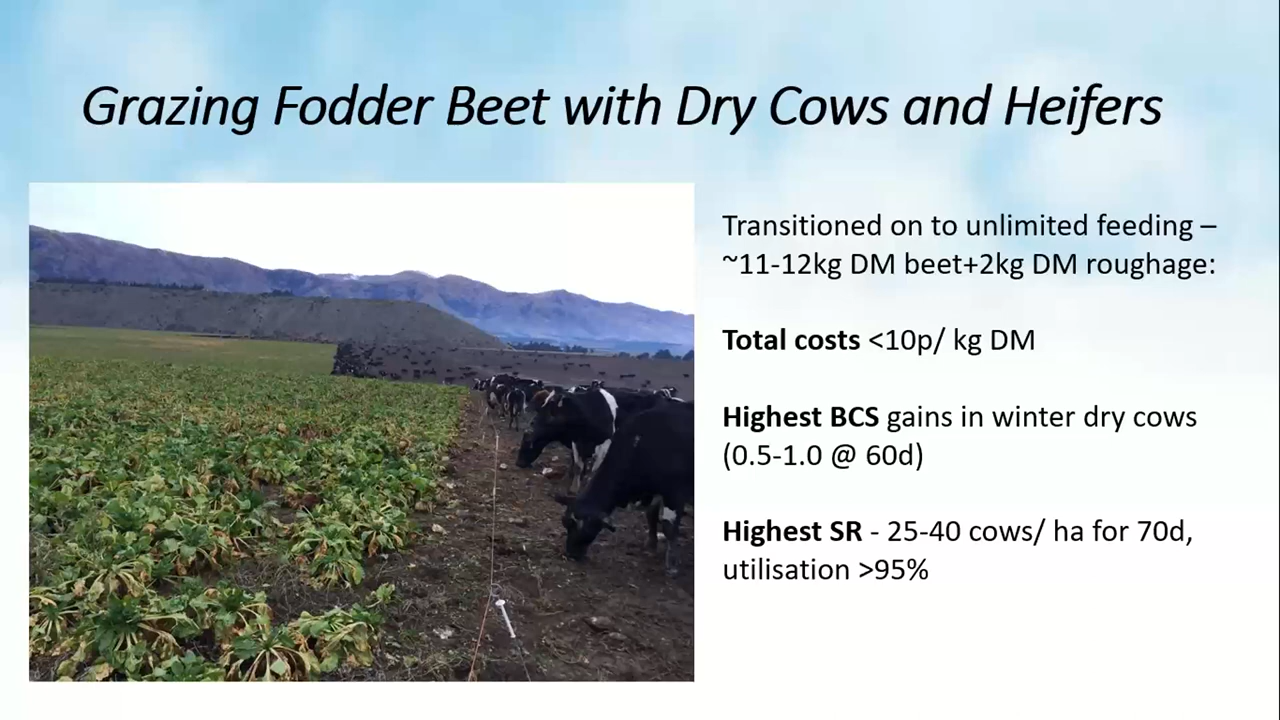 Grazing Fodder Beet with Dry Cows and Heifers
Transitioned on to unlimited feeding –
~11-12kg DM beet+2kg DM roughage:
Total costs <10p/ kg DM
Highest BCS gains in winter dry cows
(0.5-1.0 @ 60d)
Highest SR - 25-40 cows/ ha for 70d,
utilisation >95%